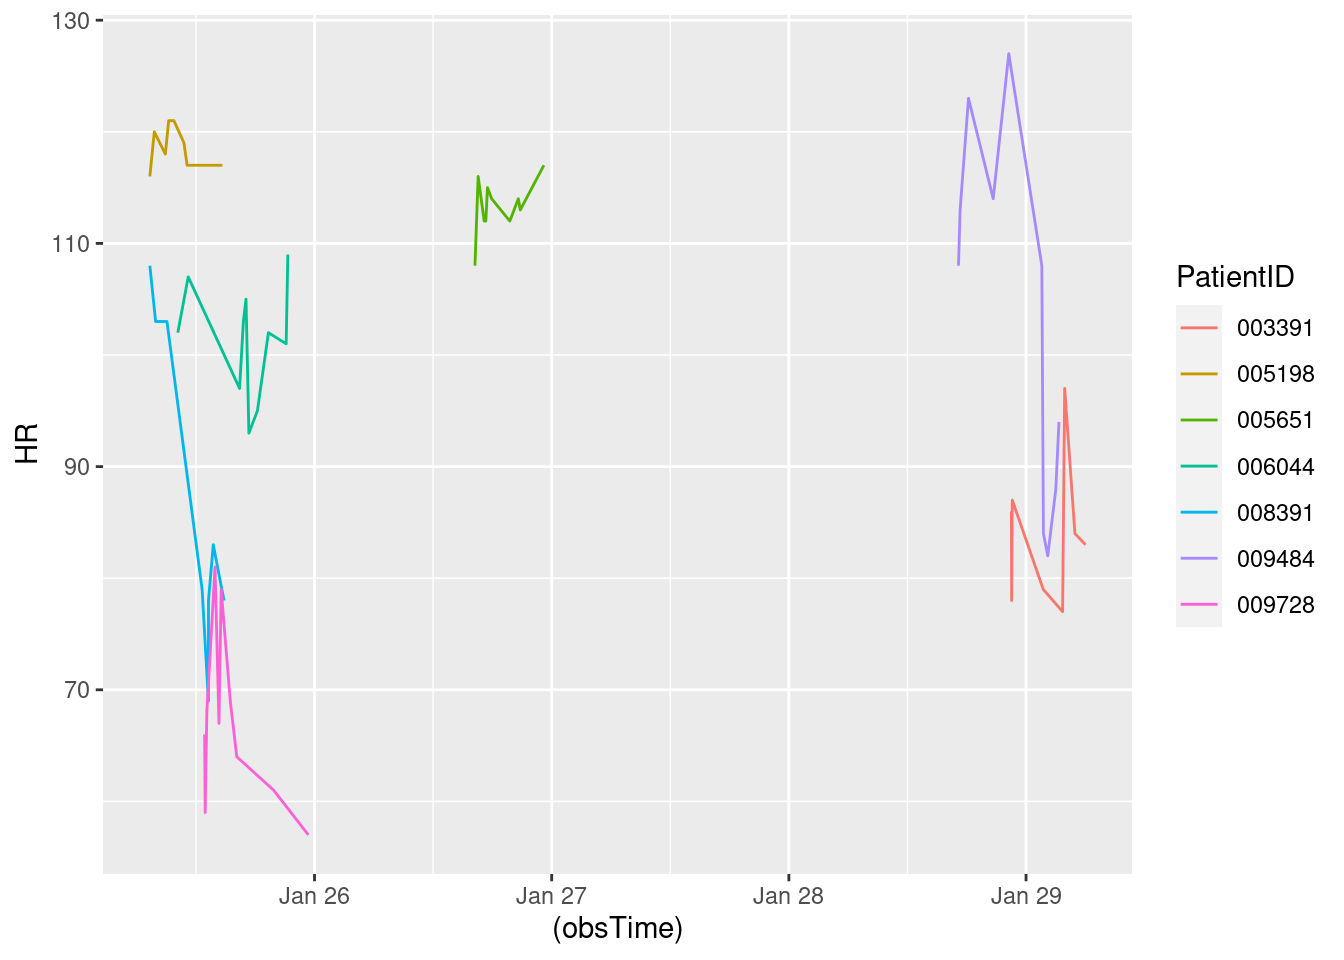 130
110
90
70
HR
Jan 26
Jan 27
Jan 28
Jan 29
(obsTime)
PatientID
003391
005198
005651
006044
008391
009484
009728